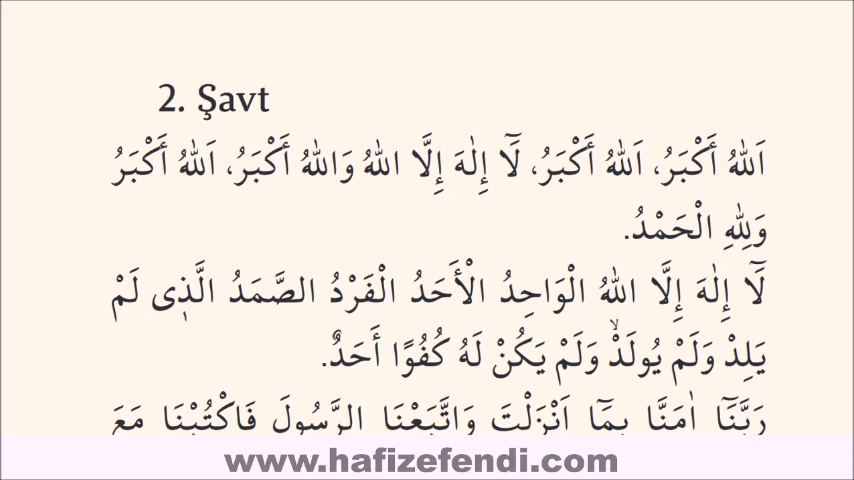 2. Şavt
اَللّٰهُ أَكْبَرُ، اَللّٰهُ أَكْبَرُ، لَٓا إِلٰهَ إِلَّا اللّٰهُ وَاللّٰهُ أَكْبَرُ، اَللّٰهُ أَكْبَرُ
وَلِلّٰهِ الْحَمْدُ.
لَٓا إِلٰهَ إِلَّا اللّٰهُ الْوَاحِدُ الْأَحَدُ الْفَرْدُ الصَّمَدُ الَّذٖى لَمْ
يَلِدْ وَلَمْ يُولَدْۙ وَلَمْ يَكُنْ لَهُ كُفُوًا أَحَدٌ.
رَبَّنَٓا اٰمَنَّا بِمَٓا اَنْزَلْتَ وَاتَّبَعْنَا الرَّسُولَ فَاكْتُبْنَا مَعَ
www.hafizefendi.com